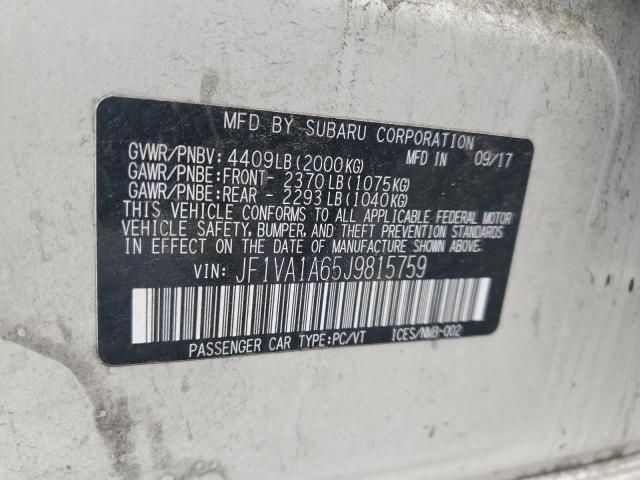 MFD BY SUBARU CORPORATION
GVWR/PNBV: 4409LB(2000KG) MFD IN 09/17
GAWR/PNBE:FRONT- 2370LB(1075KG)
GAWR/PNBE:REAR - 2293LB(1040KG)
THIS VEHICLE CONFORMS TO ALL APPLICABLE FEDERAL MOTOR
VEHICLE SAFETY, BUMPER, AND THEFT PREVENTION STANDARDS
IN EFFECT ON THE DATE OF MANUFACTURE SHOWN ABOVE.
VIN: JF1VA1A65J9815759
PASSENGER CAR TYPE:PC/VT ICES/NMB-002